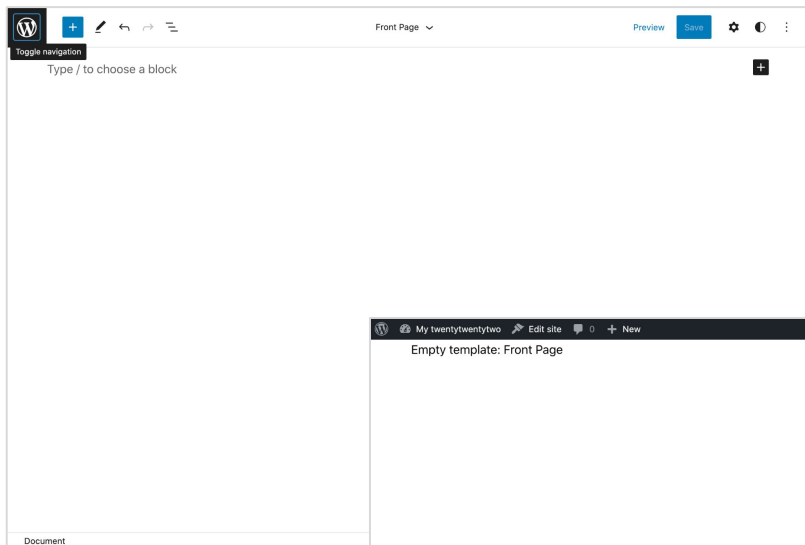 Front Page
Preview
Save
Toggle navigation
Type / to choose a block
My twentytwentytwo
Edit site
0
New
Empty template: Front Page
Document